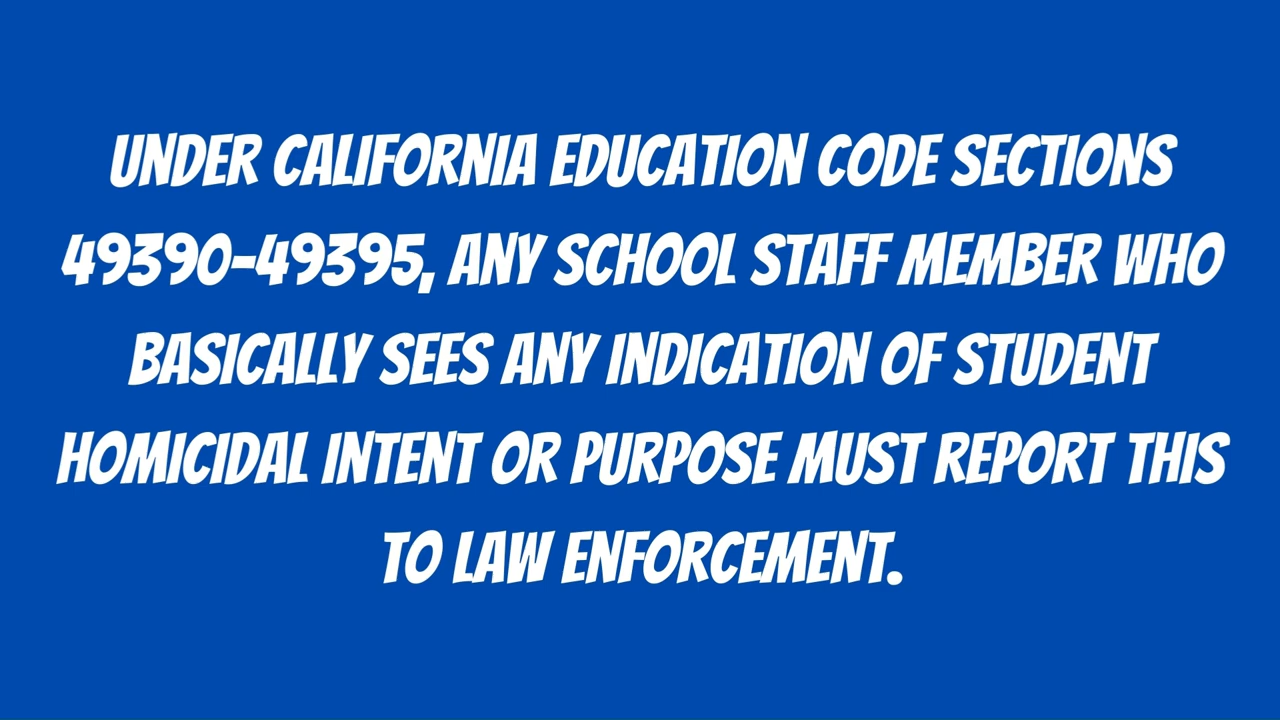 UNDER CALIFORNIA EDUCATION CODE SECTIONS
49390-49395, ANY SCHOOL STAFF MEMBER WHO
BASICALLY SEES ANY INDICATION OF STUDENT
HOMICIDAL INTENT OR PURPOSE MUST REPORT THIS
TO LAW ENFORCEMENT.